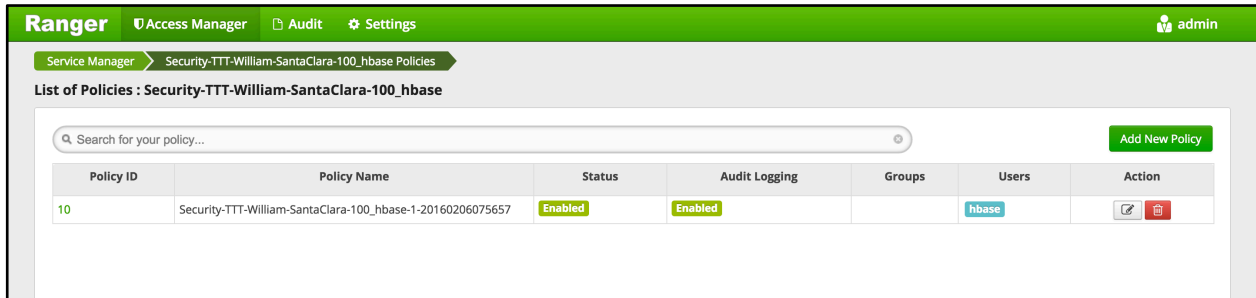 Ranger Access Manager Audit Settings admin
Service Manager Security-TTT-William-SantaClara-100_hbase Policies
List of Policies : Security-TTT-William-SantaClara-100_hbase
Search for your policy... Add New Policy
Policy ID Policy Name Status Audit Logging Groups Users Action
10 Security-TTT-William-SantaClara-100_hbase-1-20160206075657 Enabled Enabled hbase